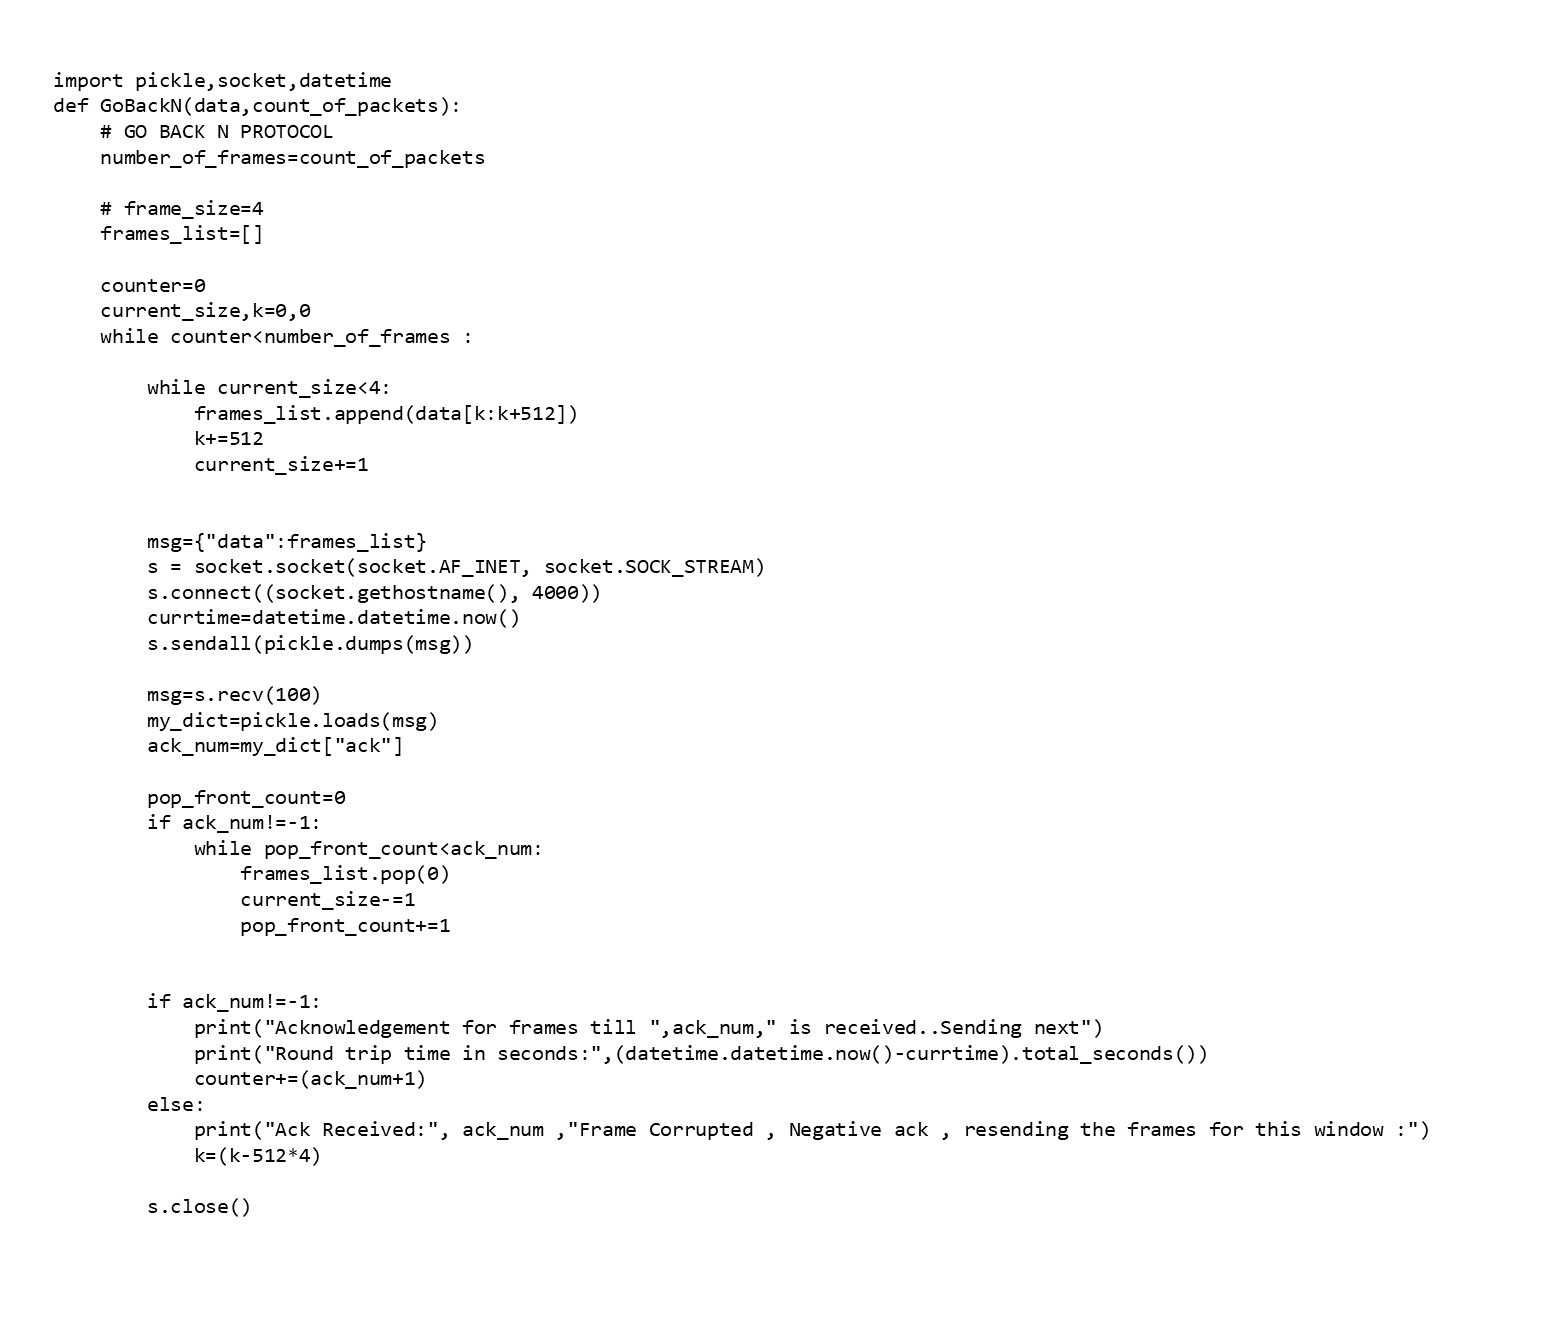 import pickle,socket,datetime
def GoBackN(data,count_of_packets):
    # GO BACK N PROTOCOL
    number_of_frames=count_of_packets

    # frame_size=4
    frames_list=[]

    counter=0
    current_size,k=0,0
    while counter<number_of_frames :

        while current_size<4:
            frames_list.append(data[k:k+512])
            k+=512
            current_size+=1


        msg={"data":frames_list}
        s = socket.socket(socket.AF_INET, socket.SOCK_STREAM)
        s.connect((socket.gethostname(), 4000))
        currtime=datetime.datetime.now()
        s.sendall(pickle.dumps(msg))

        msg=s.recv(100)
        my_dict=pickle.loads(msg)
        ack_num=my_dict["ack"]

        pop_front_count=0
        if ack_num!=-1:
            while pop_front_count<ack_num:
                frames_list.pop(0)
                current_size-=1
                pop_front_count+=1


        if ack_num!=-1:
            print("Acknowledgement for frames till ",ack_num," is received..Sending next")
            print("Round trip time in seconds:",(datetime.datetime.now()-currtime).total_seconds())
            counter+=(ack_num+1)
        else:
            print("Ack Received:", ack_num ,"Frame Corrupted , Negative ack , resending the frames for this window :")
            k=(k-512*4)

        s.close()